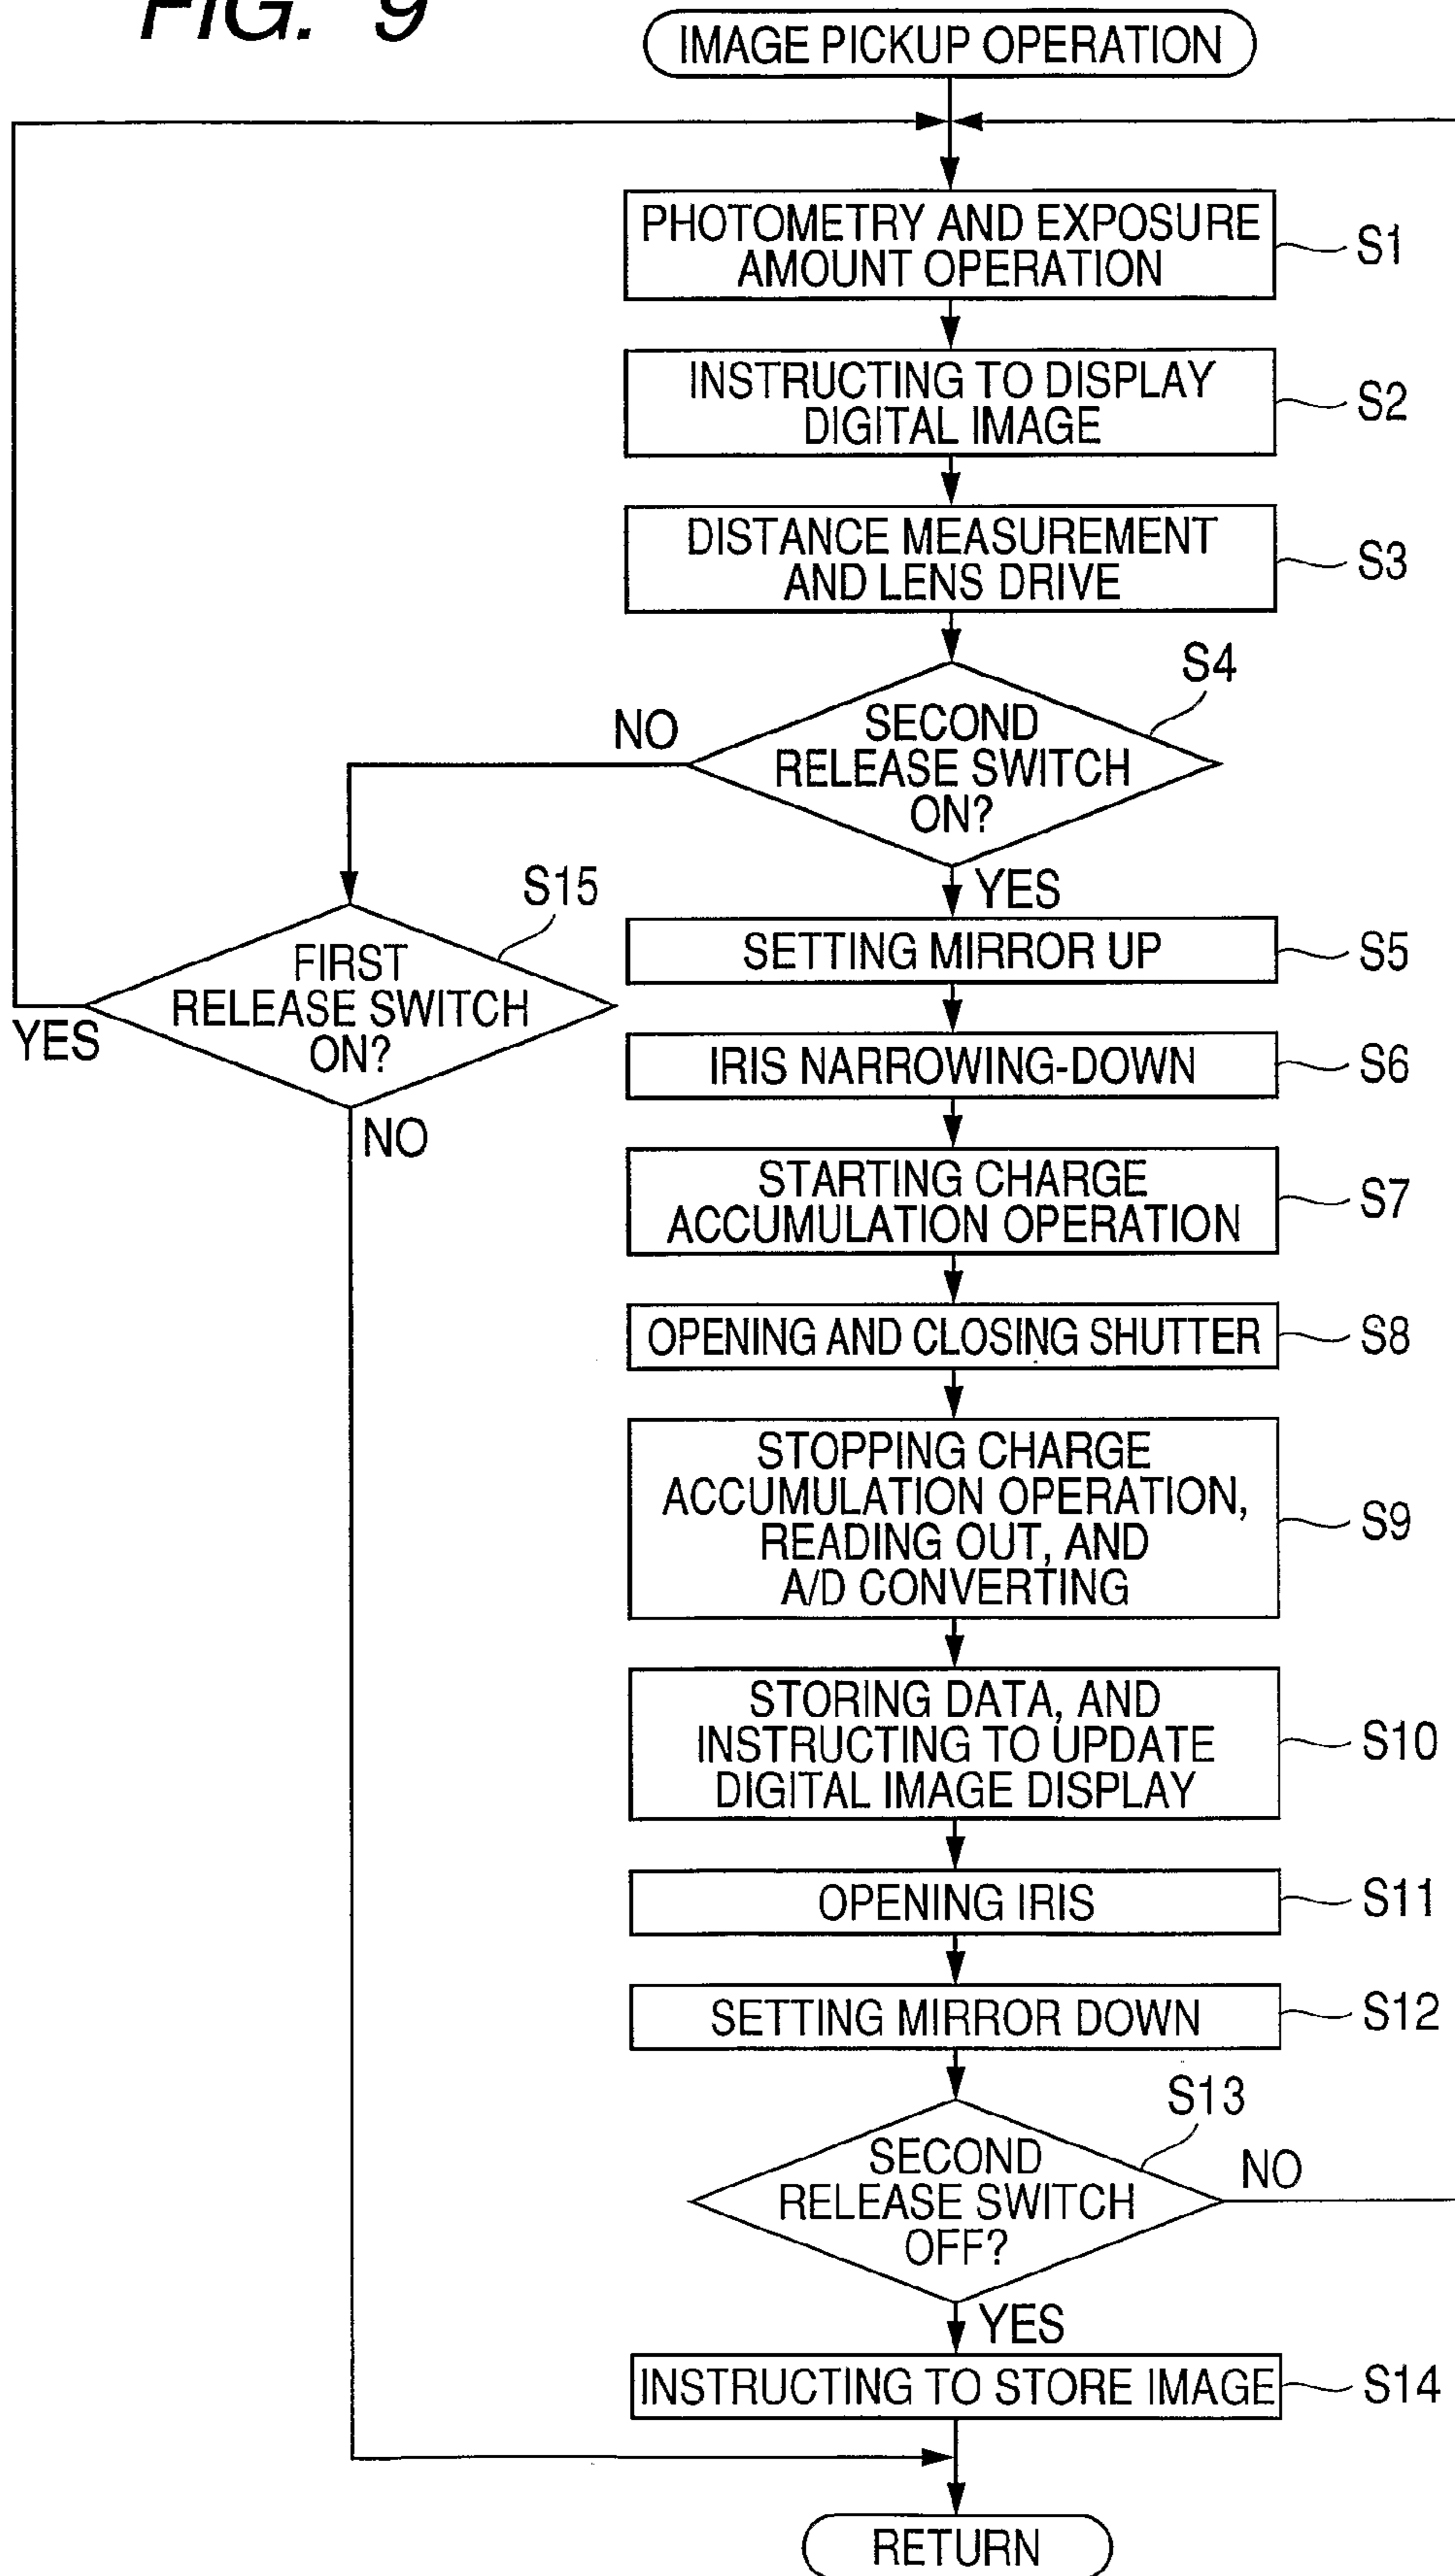 FIG. 9
IMAGE PICKUP OPERATION
PHOTOMETRY AND EXPOSURE
AMOUNT OPERATION
S1
INSTRUCTING TO DISPLAY
DIGITAL IMAGE
S2
DISTANCE MEASUREMENT
AND LENS DRIVE
S3
S4
NO
SECOND
RELEASE SWITCH
ON?
YES
S15
FIRST
RELEASE SWITCH
ON?
YES
NO
SETTING MIRROR UP
S5
IRIS NARROWING-DOWN
S6
STARTING CHARGE
ACCUMULATION OPERATION
S7
OPENING AND CLOSING SHUTTER
S8
STOPPING CHARGE
ACCUMULATION OPERATION,
READING OUT, AND
A/D CONVERTING
S9
STORING DATA, AND
INSTRUCTING TO UPDATE
DIGITAL IMAGE DISPLAY
S10
OPENING IRIS
S11
SETTING MIRROR DOWN
S12
S13
SECOND
RELEASE SWITCH
OFF?
NO
YES
INSTRUCTING TO STORE IMAGE
S14
RETURN